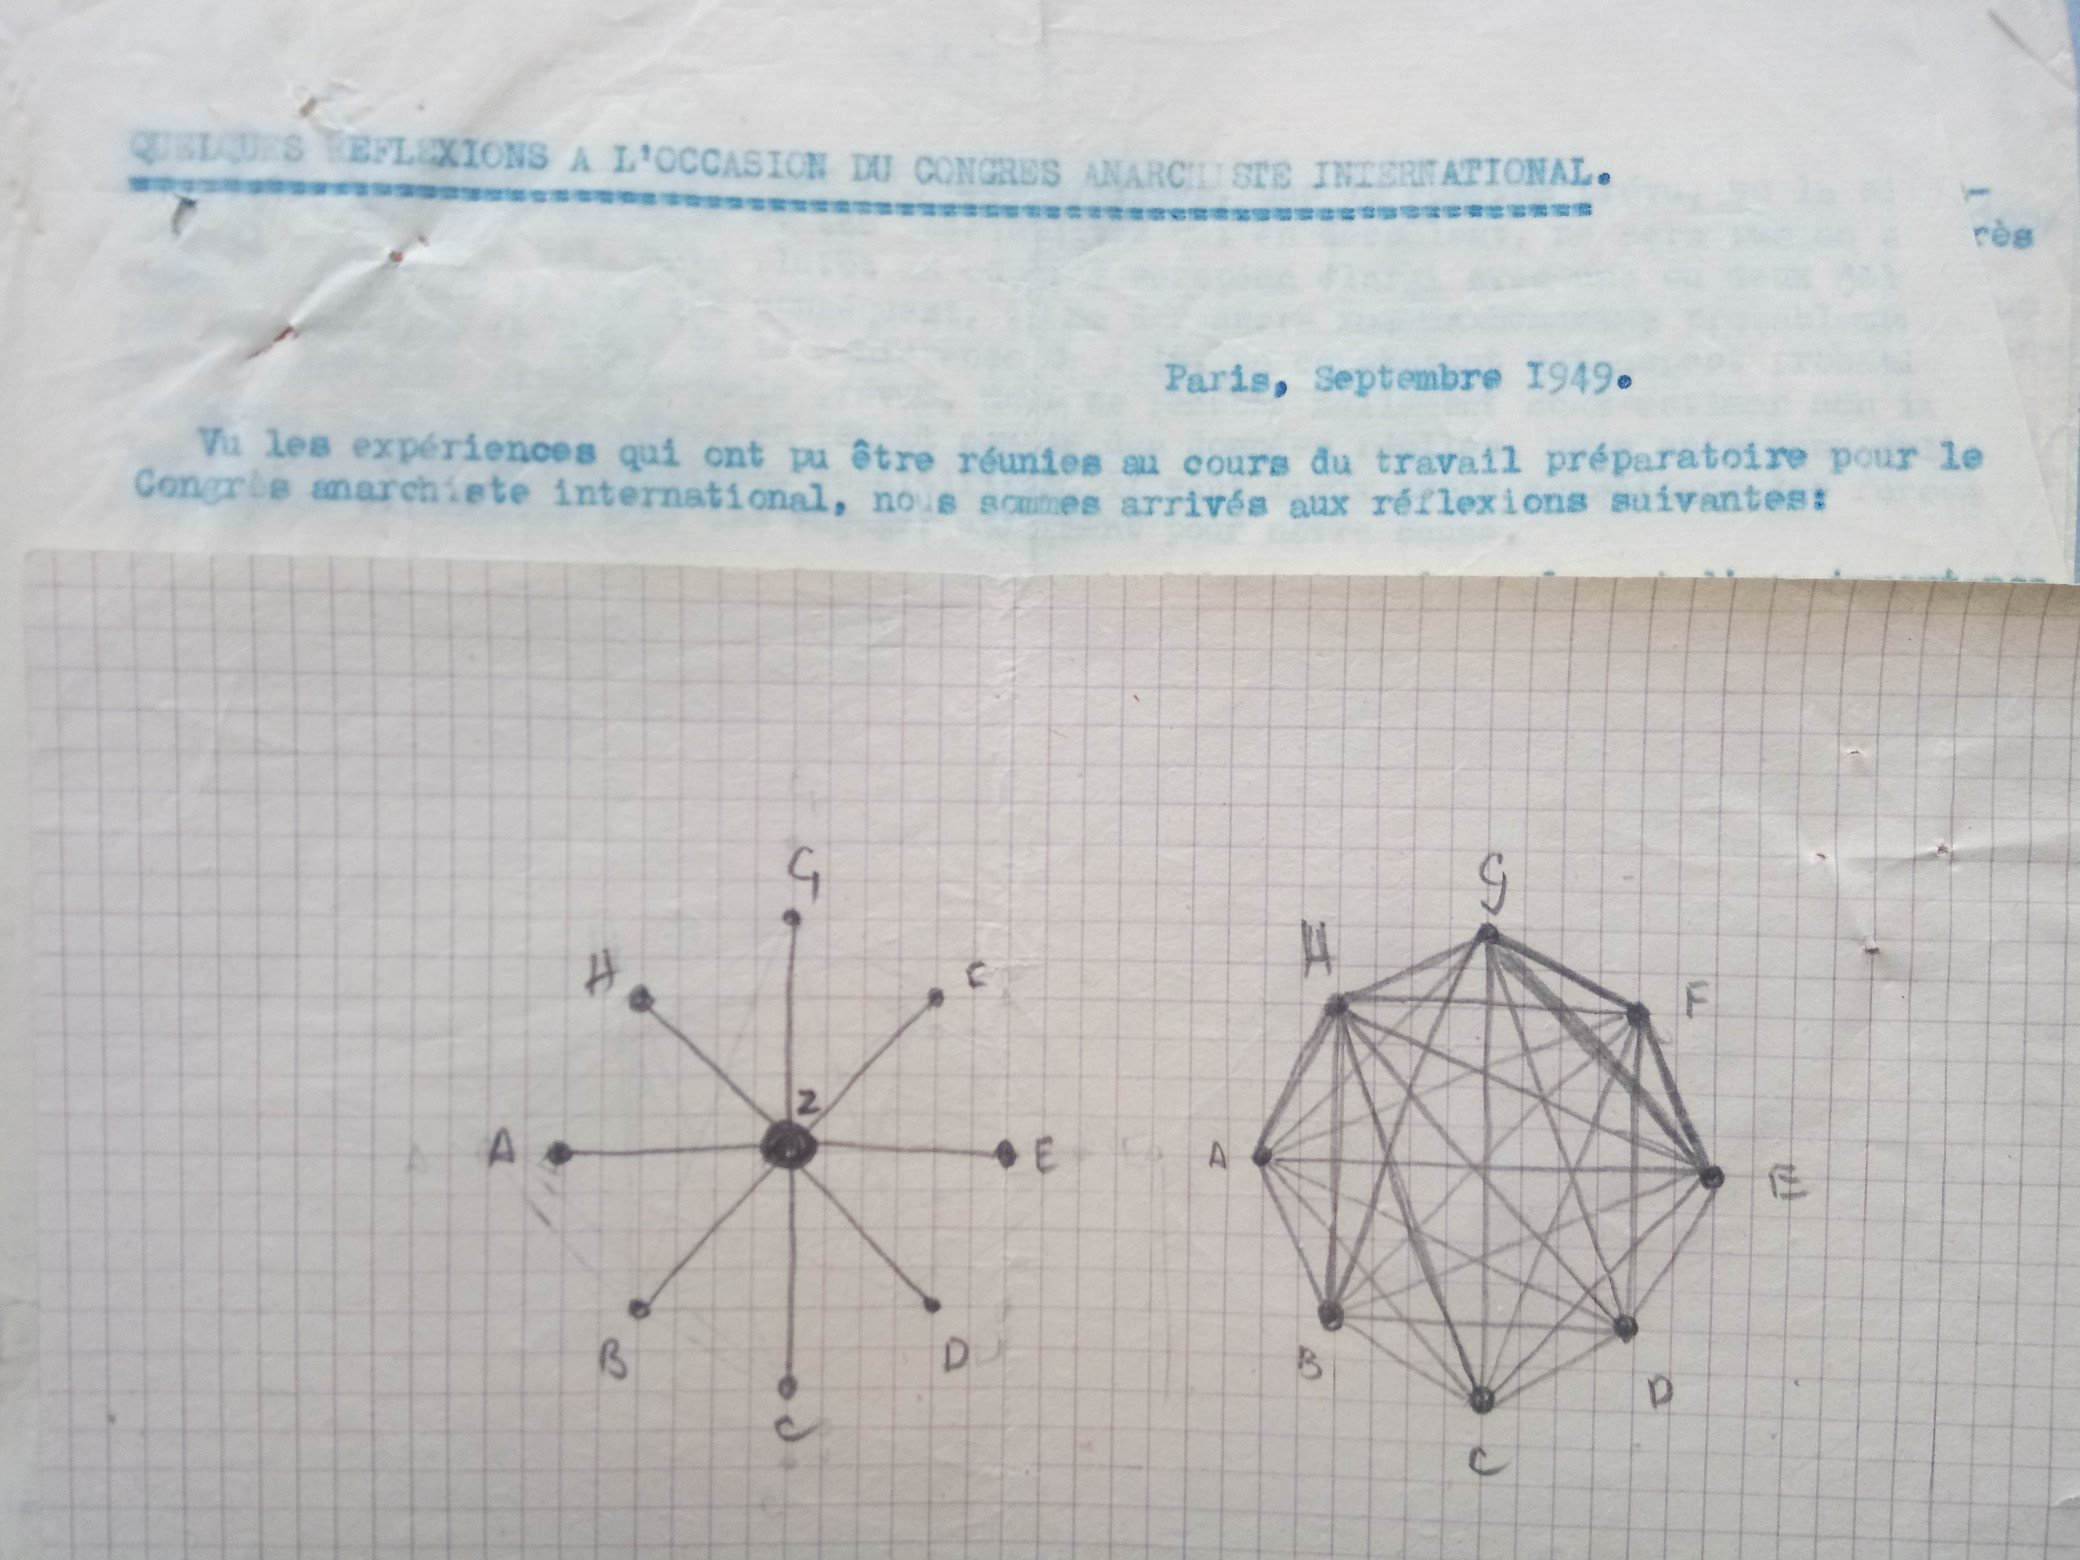 QUELQUES REFLEXIONS A L'OCCASION DU CONGRES ANARCHISTE INTERNATIONAL.
rès
Paris, Septembre 1949.
Vu les expériences qui ont pu être réunies au cours du travail préparatoire pour le
Congrès anarchiste international, nous sommes arrivés aux réflexions suivantes:
G
H
Z
A
E
B
D
C
G
H
F
A
E
B
D
C